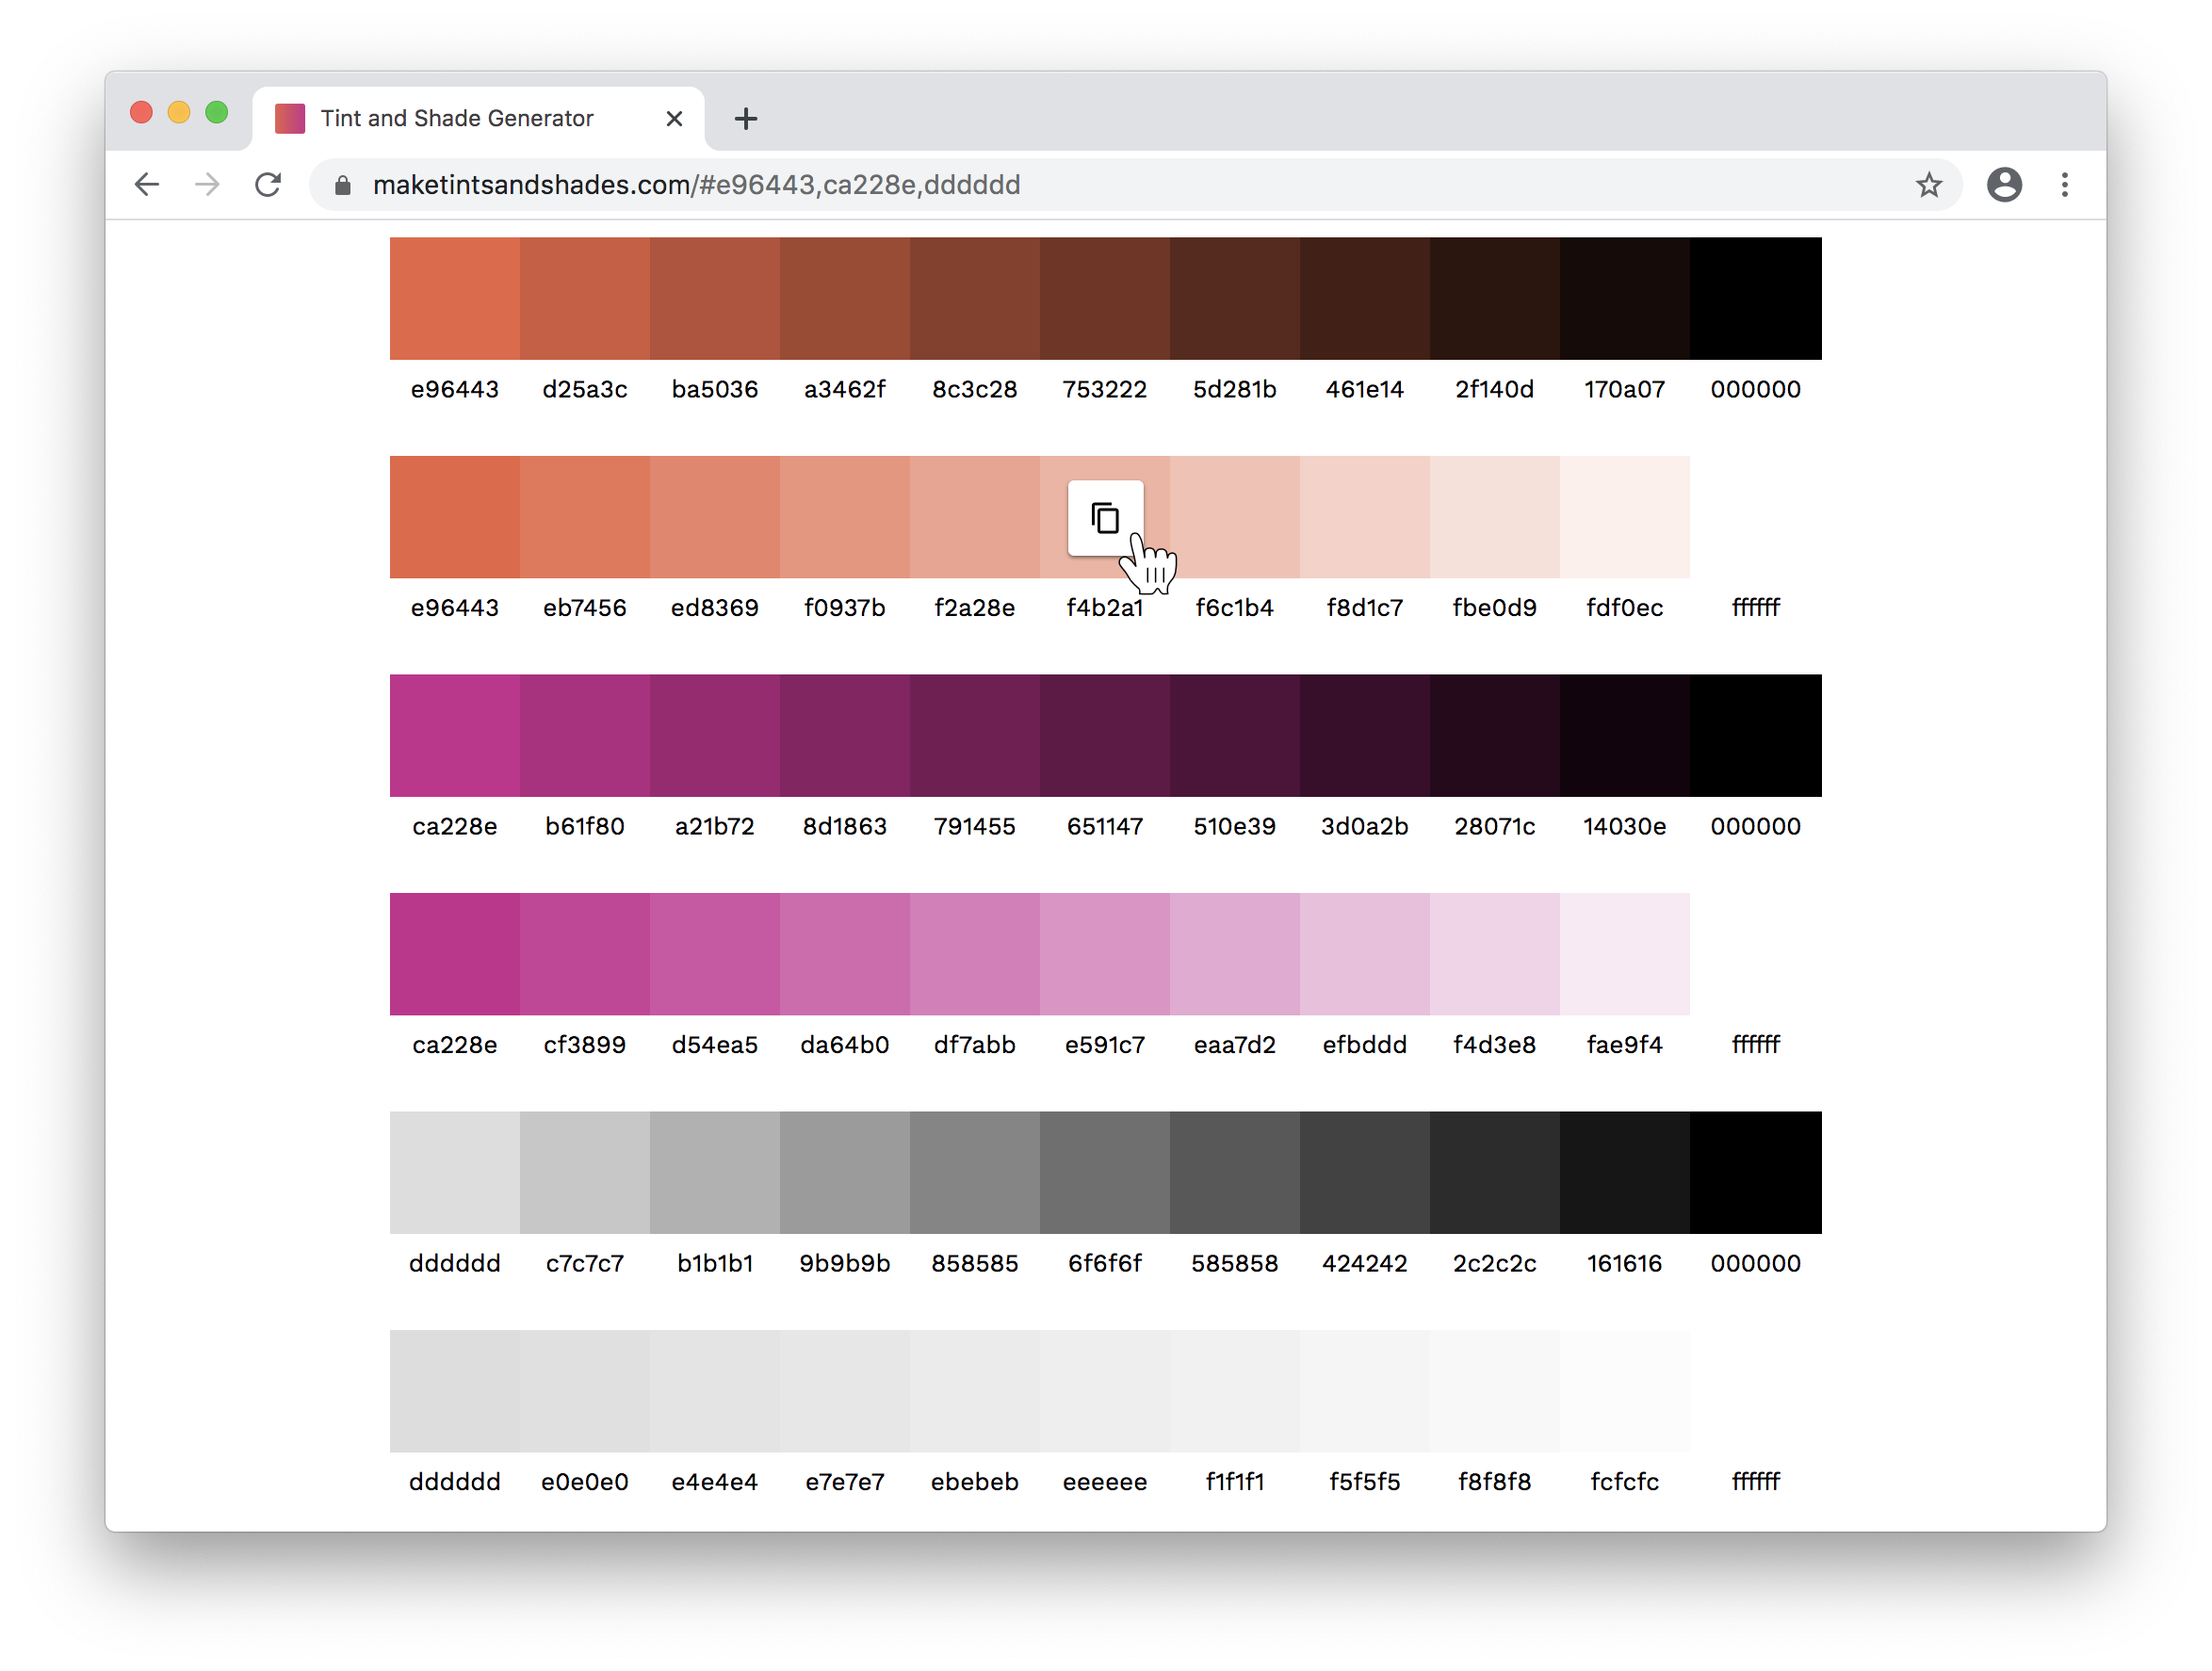 Tint and Shade Generator
maketintsandshades.com/#e96443,ca228e,dddddd
e96443 d25a3c ba5036 a3462f 8c3c28 753222 5d281b 461e14 2f140d 170a07 000000
e96443 eb7456 ed8369 f0937b f2a28e f4b2a1 f6c1b4 f8d1c7 fbe0d9 fdf0ec ffffff
ca228e b61f80 a21b72 8d1863 791455 651147 510e39 3d0a2b 28071c 14030e 000000
ca228e cf3899 d54ea5 da64b0 df7abb e591c7 eaa7d2 efbddd f4d3e8 fae9f4 ffffff
dddddd c7c7c7 b1b1b1 9b9b9b 858585 6f6f6f 585858 424242 2c2c2c 161616 000000
dddddd e0e0e0 e4e4e4 e7e7e7 ebebeb eeeeee f1f1f1 f5f5f5 f8f8f8 fcfcfc ffffff